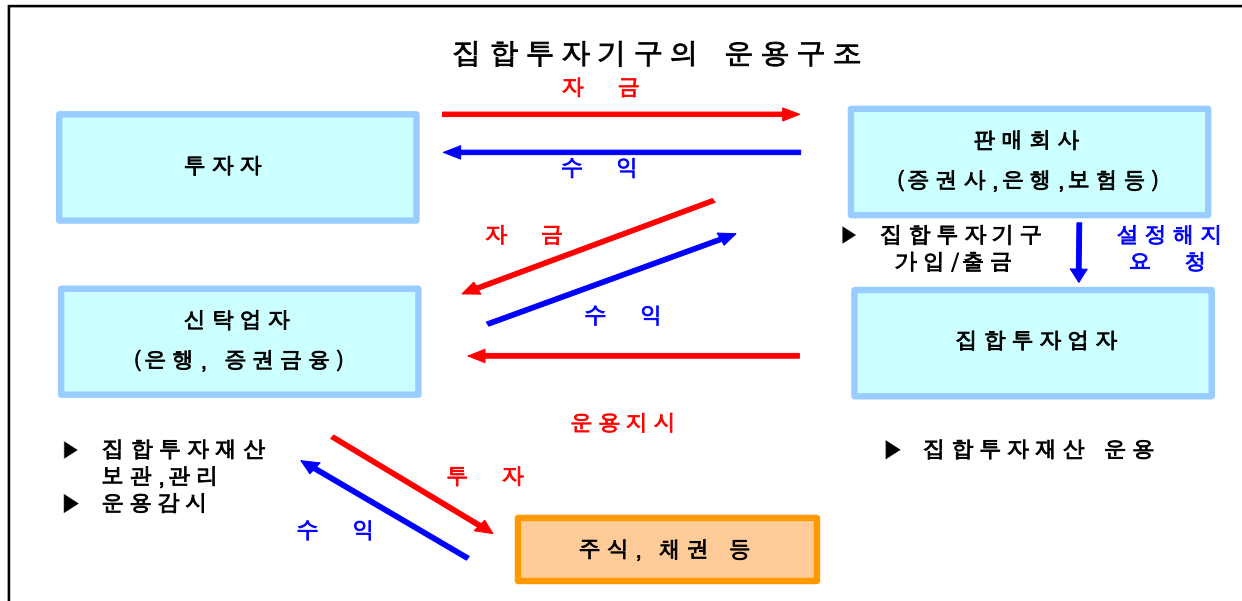 집합투자기구의 운용구조
자 금
투자자
수 익
판매회사
(증권사,은행,보험등)
자 금
▶ 집합투자기구
가입/출금
설정해지
요 청
수 익
신탁업자
(은행, 증권금융)
집합투자업자
운용지시
▶ 집합투자재산
보관,관리
▶ 운용감시
▶ 집합투자재산 운용
투 자
수 익
주식, 채권 등